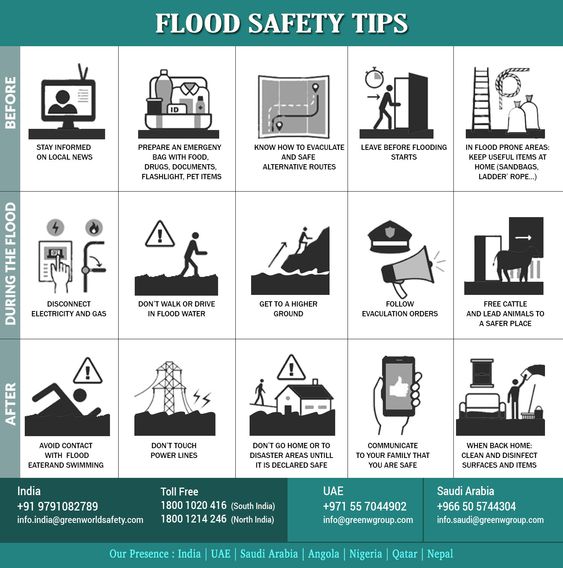 FLOOD SAFETY TIPS
BEFORE
STAY INFORMED
ON LOCAL NEWS
ID
PREPARE AN EMERGENY
BAG WITH FOOD,
DRUGS, DOCUMENTS,
FLASHLIGHT, PET ITEMS
KNOW HOW TO EVACUATE
AND SAFE
ALTERNATIVE ROUTES
LEAVE BEFORE FLOODING
STARTS
IN FLOOD PRONE AREAS:
KEEP USEFUL ITEMS AT
HOME (SANDBAGS,
LADDER' ROPE...)
DURING THE FLOOD
DISCONNECT
ELECTRICITY AND GAS
DON'T WALK OR DRIVE
IN FLOOD WATER
GET TO A HIGHER
GROUND
FOLLOW
EVACULATION ORDERS
FREE CATTLE
AND LEAD ANIMALS TO
A SAFER PLACE
AFTER
AVOID CONTACT
WITH FLOOD
EATERAND SWIMMING
DON'T TOUCH
POWER LINES
DON'T GO HOME OR TO
DISASTER AREAS UNTILL
IT IS DECLARED SAFE
COMMUNICATE
TO YOUR FAMILY THAT
YOU ARE SAFE
WHEN BACK HOME:
CLEAN AND DISINFECT
SURFACES AND ITEMS
India
+91 9791082789
info.india@greenworldsafety.com
Toll Free
1800 1020 416 (South India)
1800 1214 246 (North India)
UAE
+971 55 7044902
info@greenwgroup.com
Saudi Arabia
+966 50 5744304
info.saudi@greenwgroup.com
Our Presence : India | UAE | Saudi Arabia | Angola | Nigeria | Qatar | Nepal